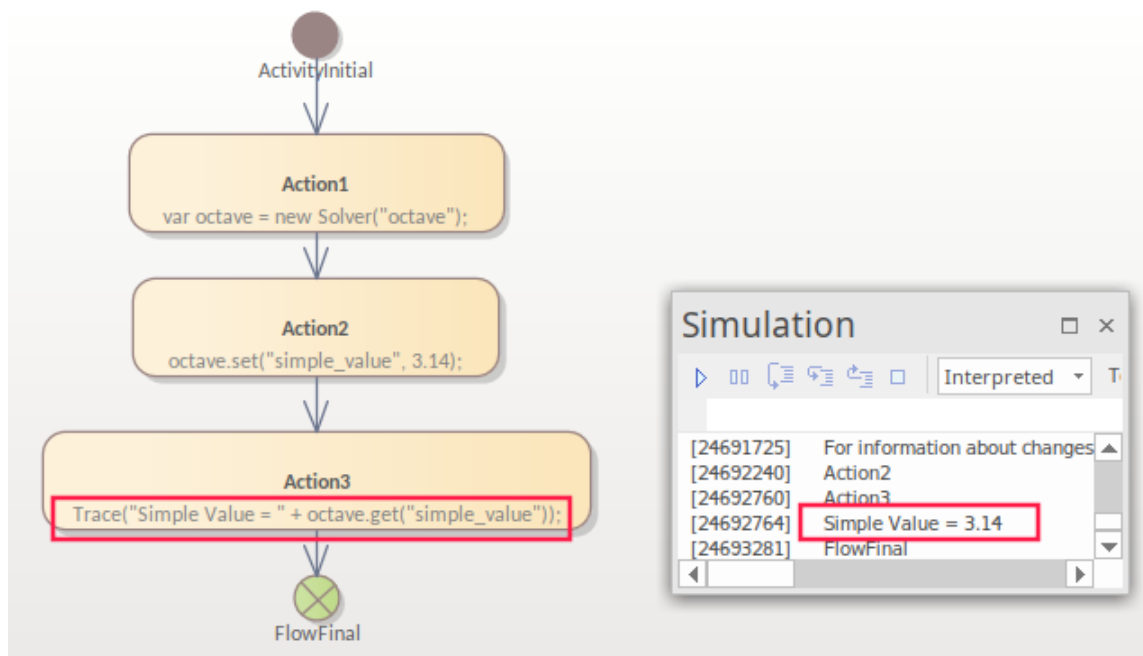 ActivityInitial
Action1
var octave = new Solver("octave");
Action2
octave.set("simple_value", 3.14);
Action3
Trace("Simple Value = " + octave.get("simple_value"));
FlowFinal
Simulation
Interpreted
[24691725] For information about changes
[24692240] Action2
[24692760] Action3
[24692764] Simple Value = 3.14
[24693281] FlowFinal